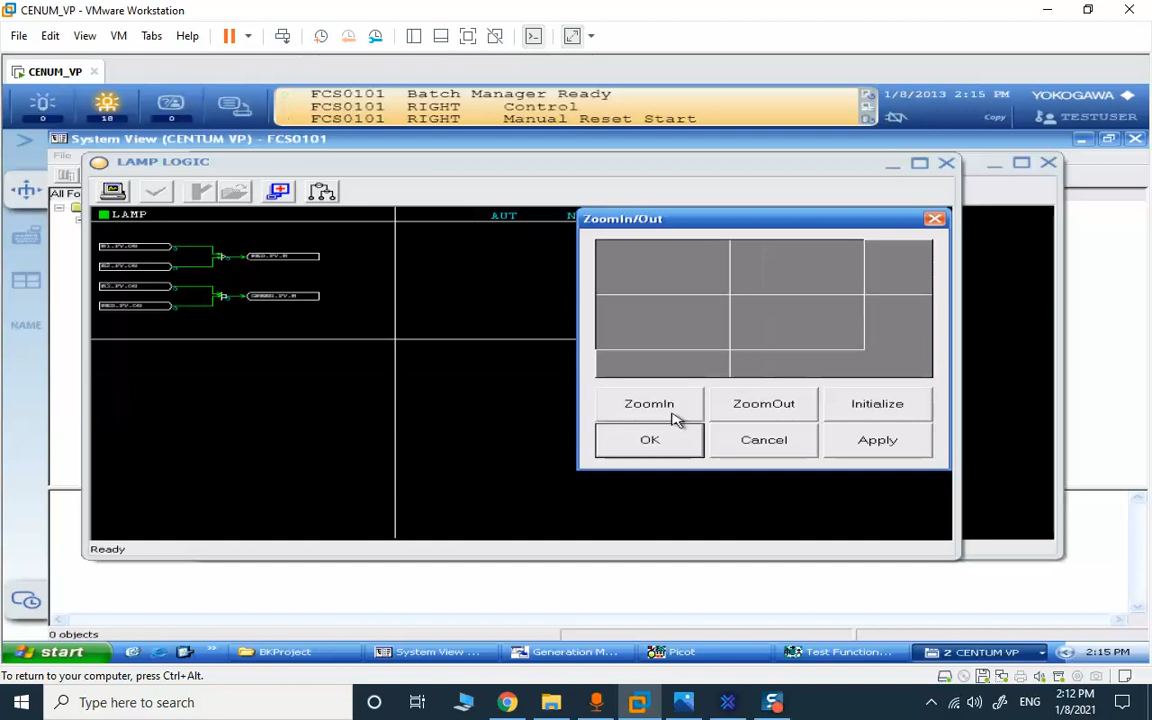 CENUM_VP - VMware Workstation
File Edit View VM Tabs Help
CENUM_VP
FCS0101 Batch Manager Ready
FCS0101 RIGHT Control
FCS0101 RIGHT Manual Reset Start
0 18 0
1/8/2013 2:15 PM YOKOGAWA
Copy TESTUSER
System View (CENTUM VP) - FCS0101
File
LAMP LOGIC
All Fo
LAMP
AUT N
ZoomIn/Out
ZoomIn ZoomOut Initialize
OK Cancel Apply
NAME
Ready
0 objects
start BKProject System View ... Generation M... Picot Test Function... 2 CENTUM VP 2:15 PM
To return to your computer, press Ctrl+Alt.
Type here to search
ENG
2:12 PM
1/8/2021